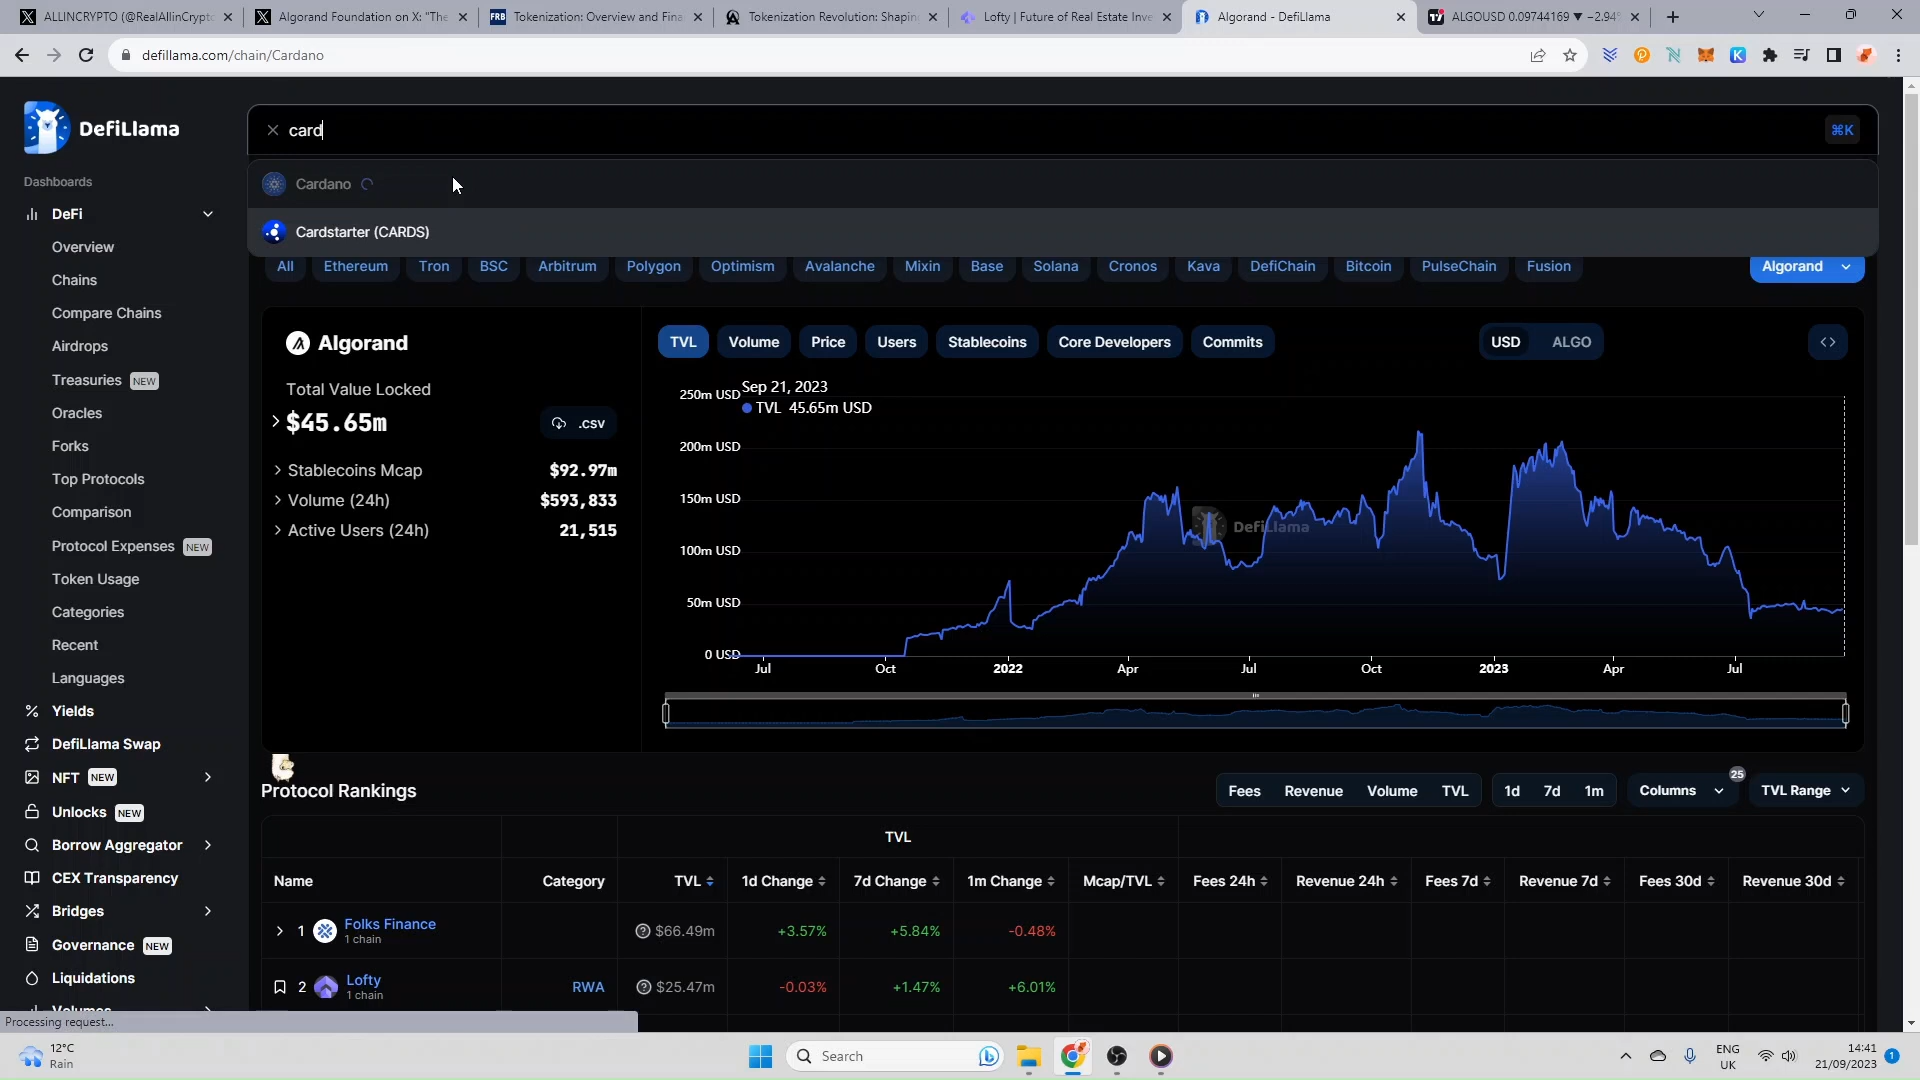 ALLINCRYPTO (@RealAllinCrypto
Algorand Foundation on X: "The
FRB
Tokenization: Overview and Fina
Tokenization Revolution: Shapin
Lofty | Future of Real Estate Inve
Algorand - DefiLlama
ALGOUSD 0.09744169 ▼ −2.94%
defillama.com/chain/Cardano
DefiLlama
card
⌘K
Cardano
Cardstarter (CARDS)
All
Ethereum
Tron
BSC
Arbitrum
Polygon
Optimism
Avalanche
Mixin
Base
Solana
Cronos
Kava
DefiChain
Bitcoin
PulseChain
Fusion
Algorand
Dashboards
DeFi
Overview
Chains
Compare Chains
Airdrops
Treasuries NEW
Oracles
Forks
Top Protocols
Comparison
Protocol Expenses NEW
Token Usage
Categories
Recent
Languages
Yields
DefiLlama Swap
NFT NEW
Unlocks NEW
Borrow Aggregator
CEX Transparency
Bridges
Governance NEW
Liquidations
Volumes
Algorand
Total Value Locked
$45.65m
.csv
Stablecoins Mcap $92.97m
Volume (24h) $593,833
Active Users (24h) 21,515
TVL
Volume
Price
Users
Stablecoins
Core Developers
Commits
USD
ALGO
Sep 21, 2023
TVL 45.65m USD
250m USD
200m USD
150m USD
100m USD
50m USD
0 USD
DefiLlama
Jul
Oct
2022
Apr
Jul
Oct
2023
Apr
Jul
Protocol Rankings
Fees
Revenue
Volume
TVL
1d
7d
1m
Columns
25
TVL Range
TVL
Name
Category
TVL
1d Change
7d Change
1m Change
Mcap/TVL
Fees 24h
Revenue 24h
Fees 7d
Revenue 7d
Fees 30d
Revenue 30d
1 Folks Finance
1 chain
$66.49m
+3.57%
+5.84%
-0.48%
2 Lofty
1 chain
RWA
$25.47m
-0.03%
+1.47%
+6.01%
Processing request...
12°C
Rain
Search
ENG
UK
14:41
21/09/2023
1